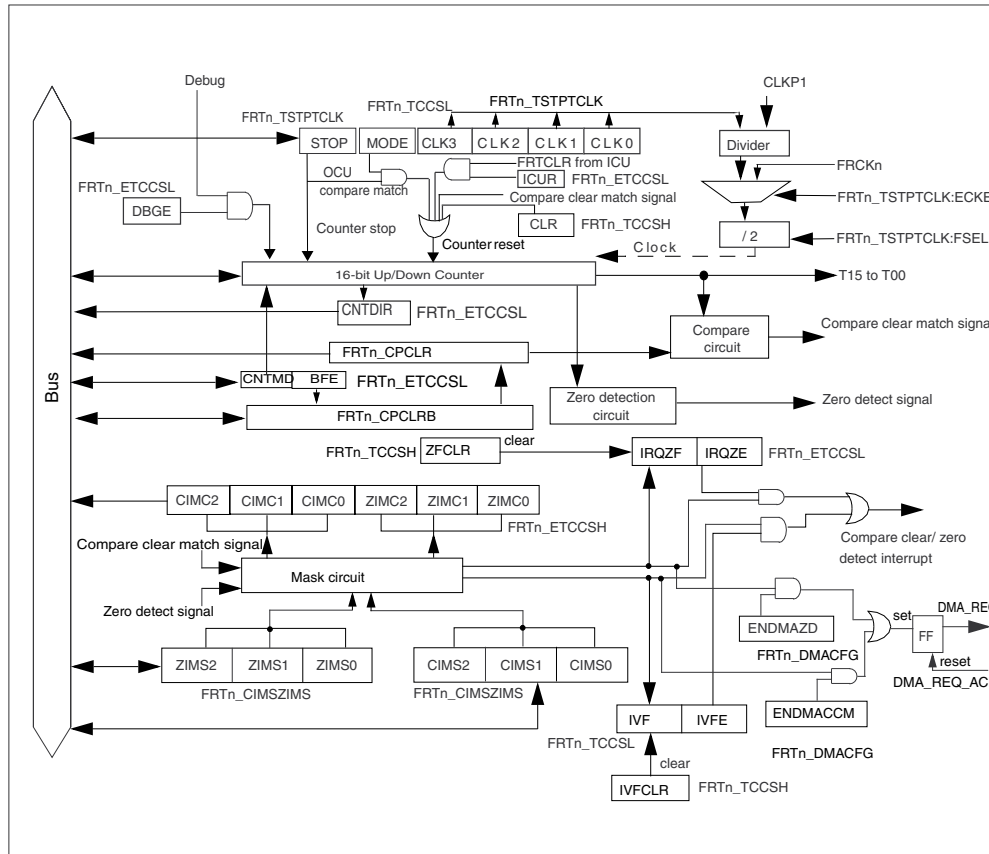 Debug
CLKP1
FRTn_TCCSL
FRTn_TSTPTCLK
FRTn_TSTPTCLK
STOP
MODE
CLK3
CLK2
CLK1
CLK0
Divider
FRTCLR from ICU
OCU
compare match
ICUR
FRTn_ETCCSL
FRCKn
FRTn_ETCCSL
DBGE
Compare clear match signal
FRTn_TSTPTCLK:ECKE
CLR
FRTn_TCCSH
Counter stop
Counter reset
Clock
/ 2
FRTn_TSTPTCLK:FSEL
16-bit Up/Down Counter
T15 to T00
CNTDIR
FRTn_ETCCSL
Compare
circuit
Compare clear match signa
FRTn_CPCLR
Bus
CNTMD
BFE
FRTn_ETCCSL
FRTn_CPCLRB
Zero detection
circuit
Zero detect signal
FRTn_TCCSH
ZFCLR
clear
IRQZF
IRQZE
FRTn_ETCCSL
CIMC2
CIMC1
CIMC0
ZIMC2
ZIMC1
ZIMC0
FRTn_ETCCSH
Compare clear/ zero
detect interrupt
Compare clear match signal
Mask circuit
Zero detect signal
ENDMAZD
FRTn_DMACFG
set
FF
DMA_REQ
reset
DMA_REQ_AC
ZIMS2
ZIMS1
ZIMS0
FRTn_CIMSZIMS
CIMS2
CIMS1
CIMS0
FRTn_CIMSZIMS
IVF
IVFE
ENDMACCM
FRTn_TCCSL
FRTn_DMACFG
clear
IVFCLR
FRTn_TCCSH